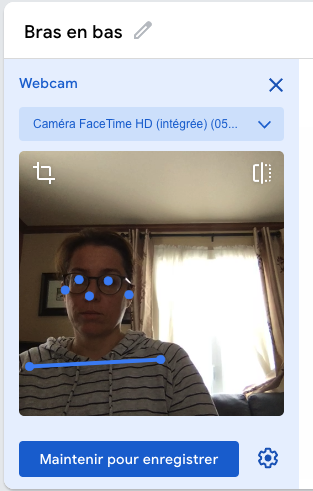 Bras en bas
Webcam
Caméra FaceTime HD (intégrée) (05...
Maintenir pour enregistrer